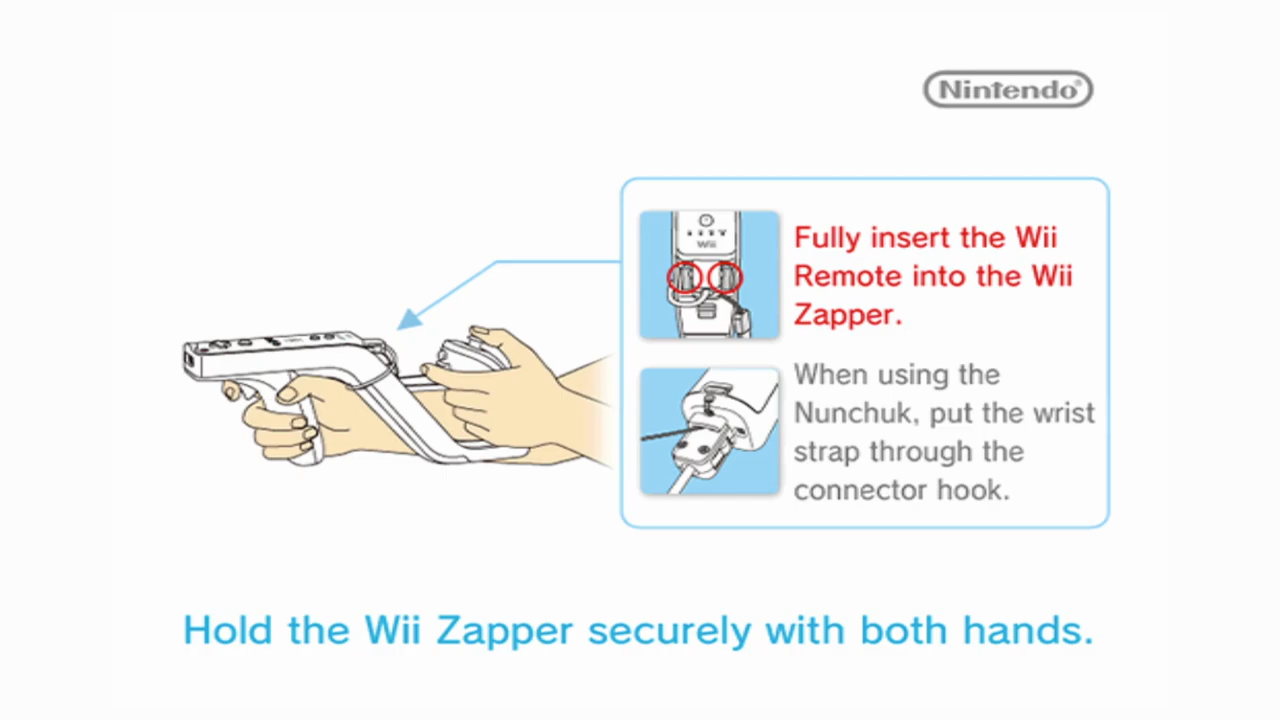 Nintendo®
Wii
Fully insert the Wii
Remote into the Wii
Zapper.
When using the
Nunchuk, put the wrist
strap through the
connector hook.
Hold the Wii Zapper securely with both hands.